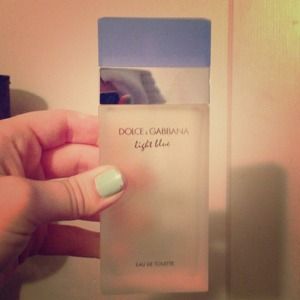 DOLCE & GABBANA
light blue
EAU DE TOILETTE